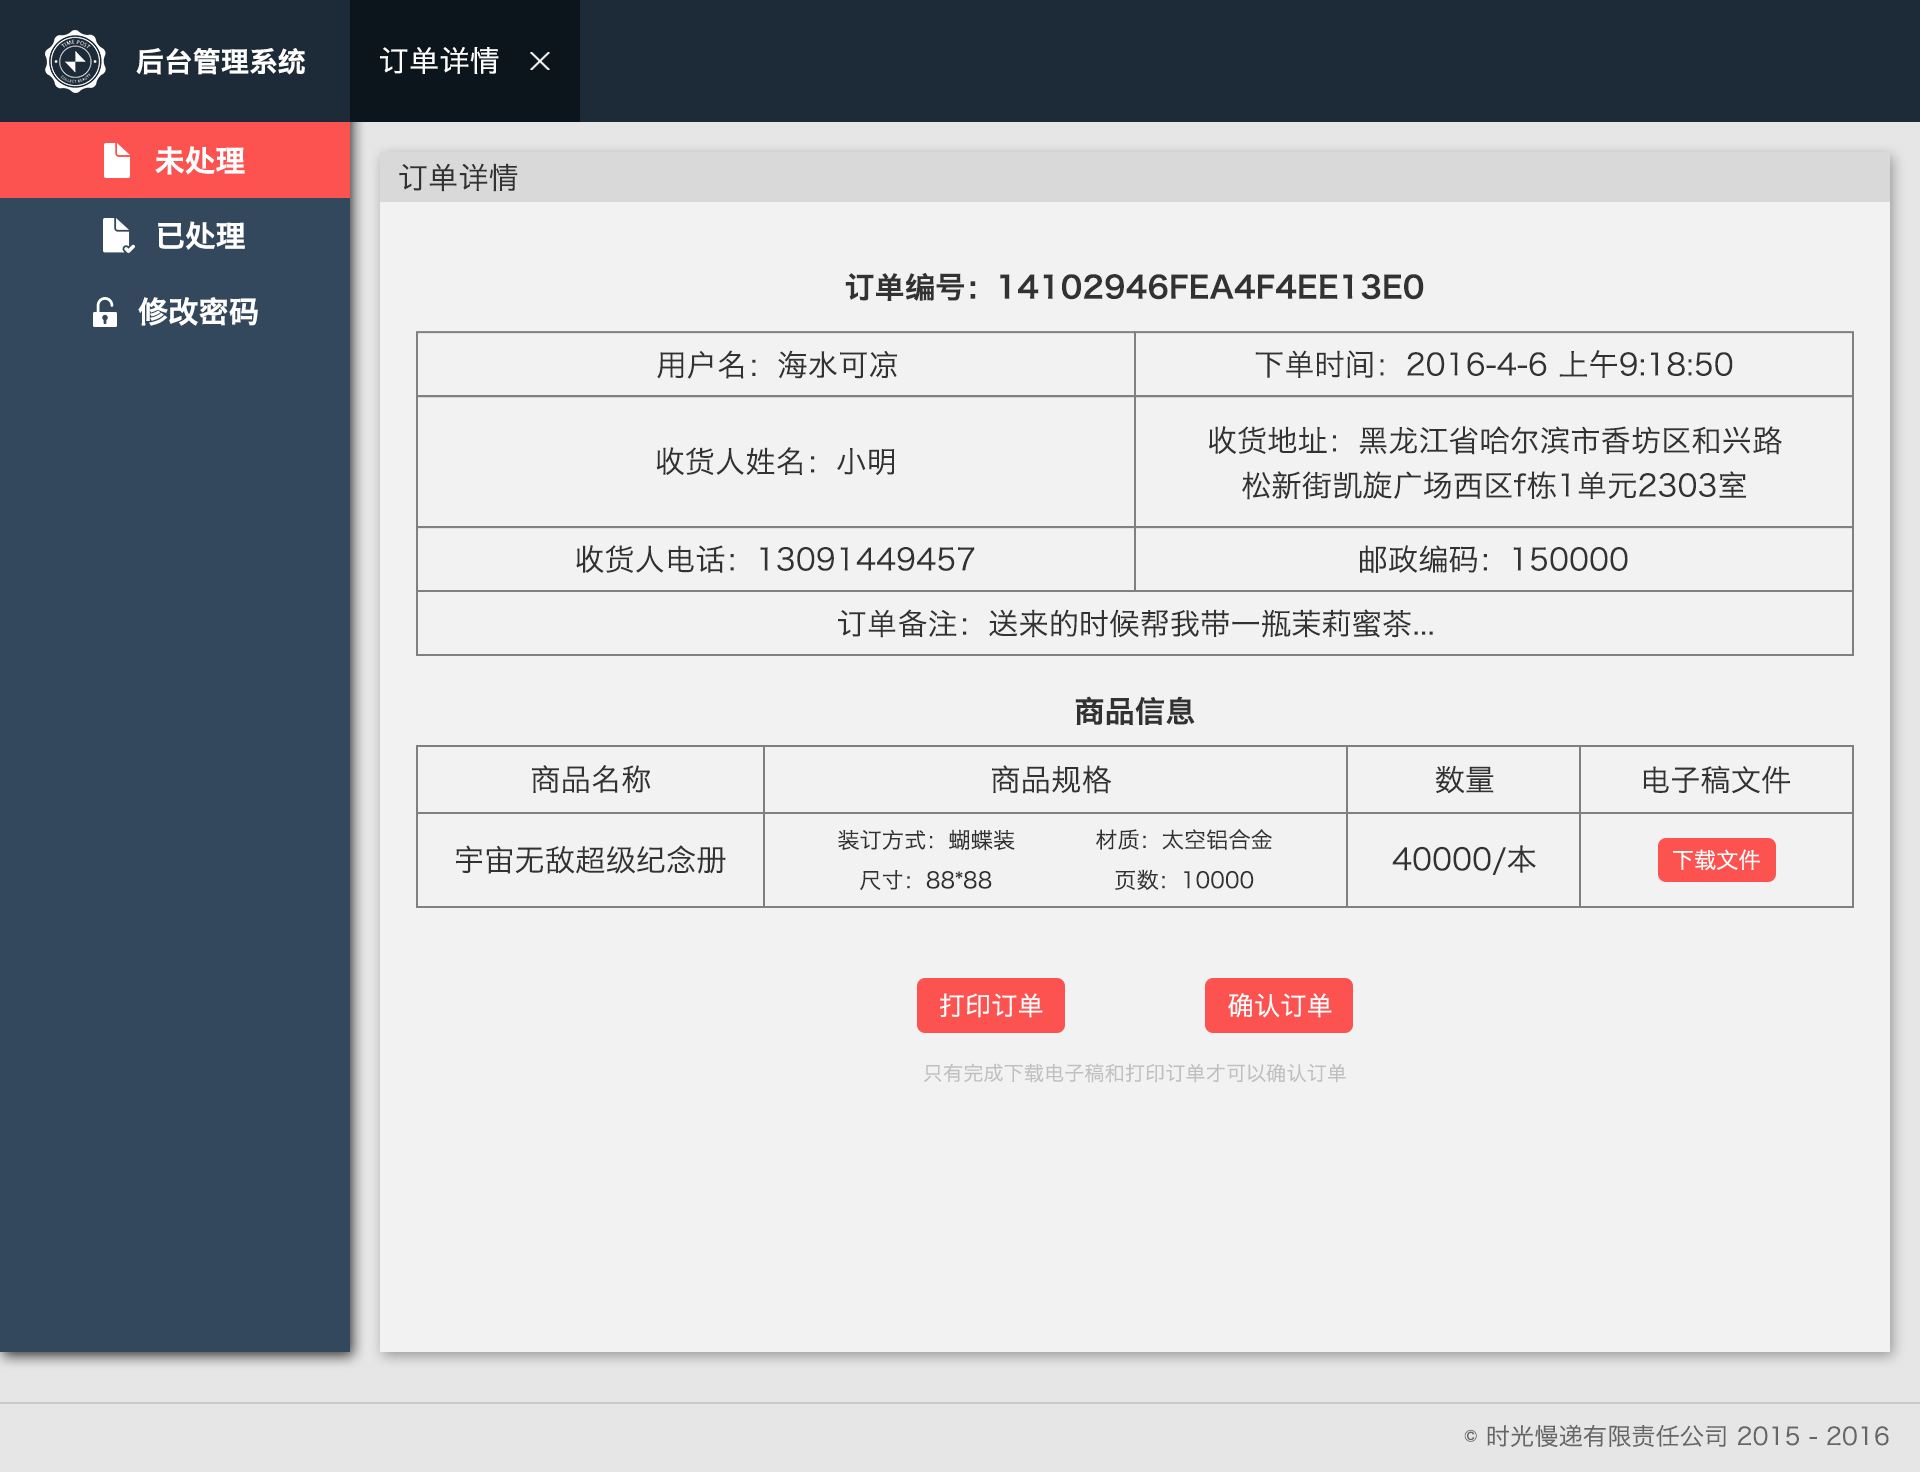 后台管理系统
订单详情
未处理
已处理
修改密码
订单详情
订单编号：14102946FEA4F4EE13E0
用户名：海水可凉
下单时间：2016-4-6 上午9:18:50
收货人姓名：小明
收货地址：黑龙江省哈尔滨市香坊区和兴路
松新街凯旋广场西区f栋1单元2303室
收货人电话：13091449457
邮政编码：150000
订单备注：送来的时候帮我带一瓶茉莉蜜茶...
商品信息
商品名称
商品规格
数量
电子稿文件
宇宙无敌超级纪念册
装订方式：蝴蝶装
材质：太空铝合金
尺寸：88*88
页数：10000
40000/本
下载文件
打印订单
确认订单
只有完成下载电子稿和打印订单才可以确认订单
© 时光慢递有限责任公司 2015 - 2016